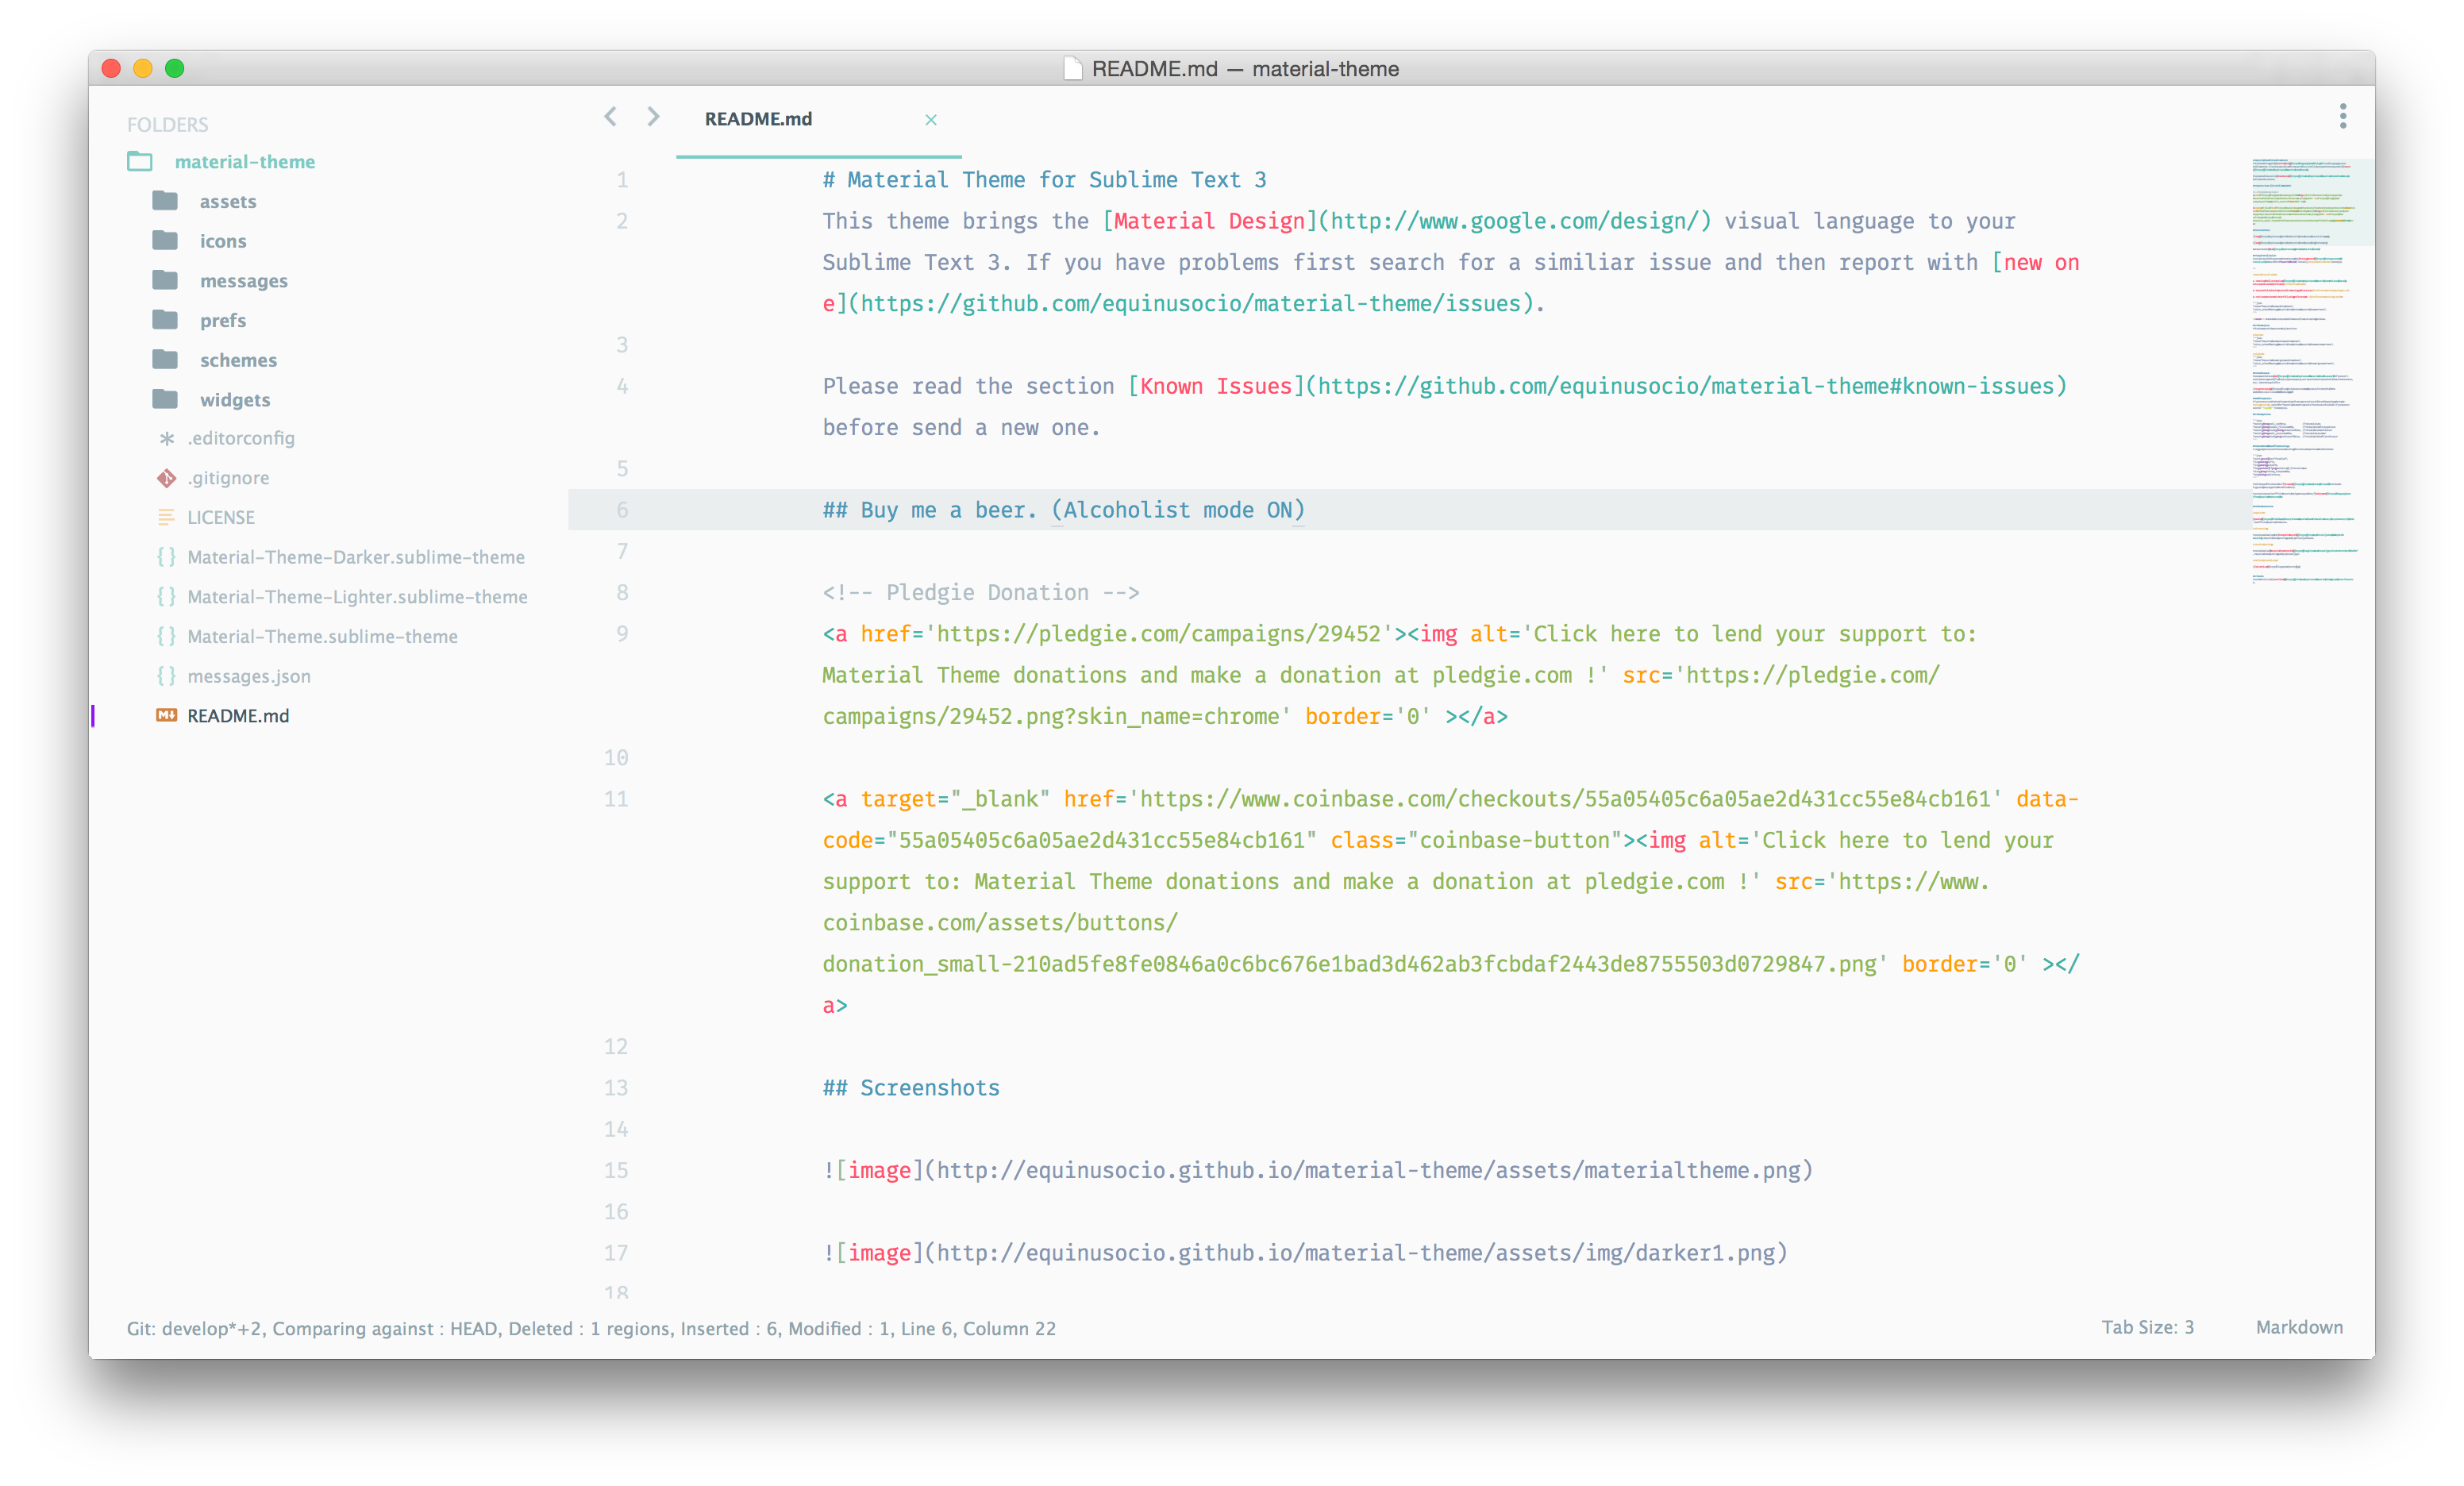 README.md — material-theme
FOLDERS
material-theme
assets
icons
messages
prefs
schemes
widgets
.editorconfig
.gitignore
LICENSE
{} Material-Theme-Darker.sublime-theme
{} Material-Theme-Lighter.sublime-theme
{} Material-Theme.sublime-theme
{} messages.json
README.md
README.md ×
1 # Material Theme for Sublime Text 3
2 This theme brings the [Material Design](http://www.google.com/design/) visual language to your
Sublime Text 3. If you have problems first search for a similiar issue and then report with [new on
e](https://github.com/equinusocio/material-theme/issues).
3
4 Please read the section [Known Issues](https://github.com/equinusocio/material-theme#known-issues)
before send a new one.
5
6 ## Buy me a beer. (Alcoholist mode ON)
7
8 <!-- Pledgie Donation -->
9 <a href='https://pledgie.com/campaigns/29452'><img alt='Click here to lend your support to:
Material Theme donations and make a donation at pledgie.com !' src='https://pledgie.com/
campaigns/29452.png?skin_name=chrome' border='0' ></a>
10
11 <a target="_blank" href='https://www.coinbase.com/checkouts/55a05405c6a05ae2d431cc55e84cb161' data-
code="55a05405c6a05ae2d431cc55e84cb161" class="coinbase-button"><img alt='Click here to lend your
support to: Material Theme donations and make a donation at pledgie.com !' src='https://www.
coinbase.com/assets/buttons/
donation_small-210ad5fe8fe0846a0c6bc676e1bad3d462ab3fcbdaf2443de8755503d0729847.png' border='0' ></
a>
12
13 ## Screenshots
14
15 ![image](http://equinusocio.github.io/material-theme/assets/materialtheme.png)
16
17 ![image](http://equinusocio.github.io/material-theme/assets/img/darker1.png)
18
Git: develop*+2, Comparing against : HEAD, Deleted : 1 regions, Inserted : 6, Modified : 1, Line 6, Column 22
Tab Size: 3
Markdown